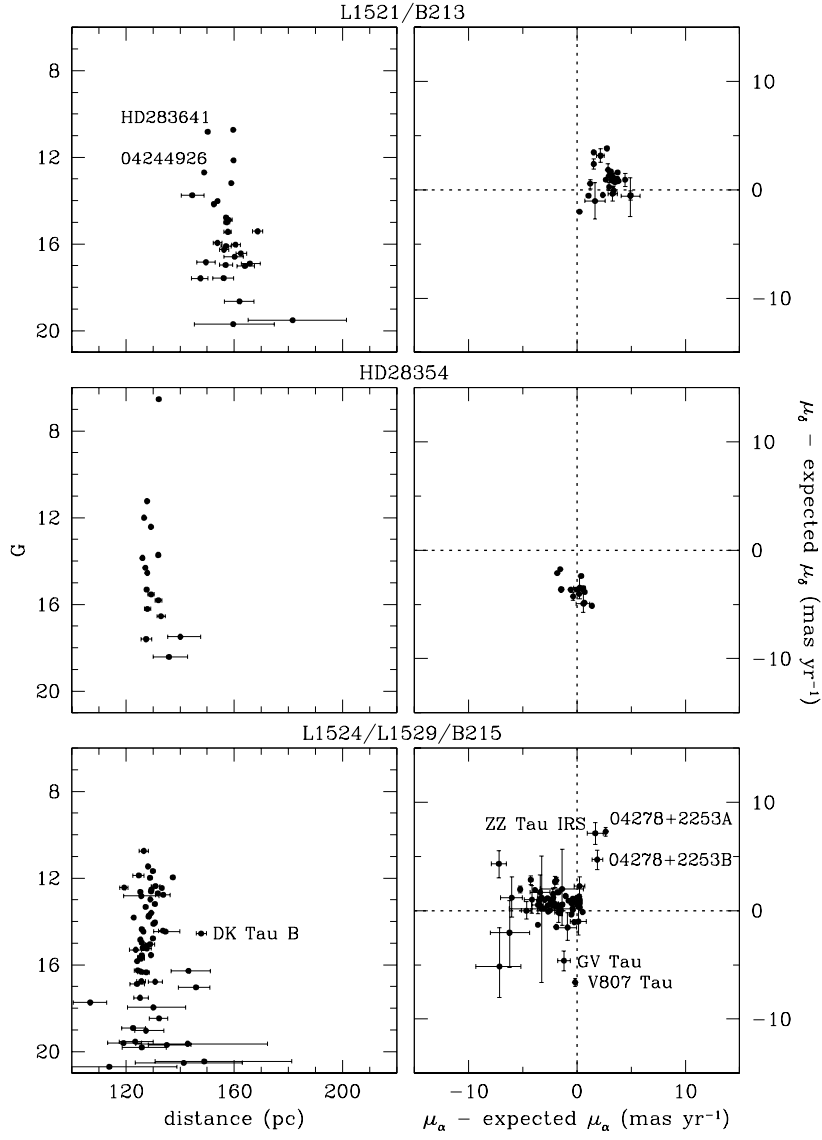 L1521/B213
8
12
16
20
HD283641
04244926
10
0
−10
HD28354
8
12
16
20
G
10
0
−10
μδ − expected μδ (mas yr⁻¹)
L1524/L1529/B215
8
12
16
20
DK Tau B
120
160
200
distance (pc)
ZZ Tau IRS
04278+2253A
04278+2253B
GV Tau
V807 Tau
10
0
−10
−10
0
10
μα − expected μα (mas yr⁻¹)